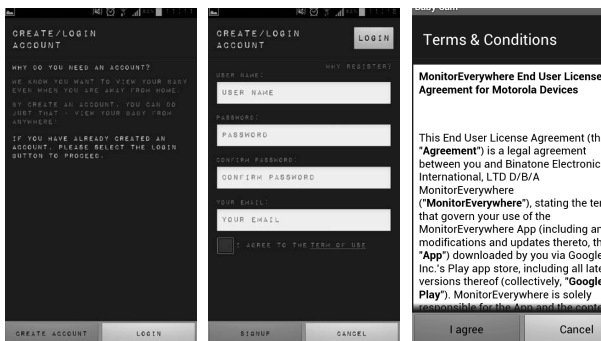 CREATE/LOGIN
ACCOUNT
WHY DO YOU NEED AN ACCOUNT?
WE KNOW YOU WANT TO VIEW YOUR BABY
EVEN WHEN YOU ARE AWAY FROM HOME.
BY CREATE AN ACCOUNT, YOU CAN DO
JUST THAT - VIEW YOUR BABY FROM
ANYWHERE!
IF YOU HAVE ALREADY CREATED AN
ACCOUNT, PLEASE SELECT THE LOGIN
BUTTON TO PROCEED.
CREATE ACCOUNT
LOGIN
CREATE/LOGIN
ACCOUNT
LOGIN
WHY REGISTER?
USER NAME:
USER NAME
PASSWORD:
PASSWORD
CONFIRM PASSWORD:
CONFIRM PASSWORD
YOUR EMAIL:
YOUR EMAIL
I AGREE TO THE TERM OF USE
SIGNUP
CANCEL
Terms & Conditions
MonitorEverywhere End User License
Agreement for Motorola Devices
This End User License Agreement (th
"Agreement") is a legal agreement
between you and Binatone Electronic
International, LTD D/B/A
MonitorEverywhere
("MonitorEverywhere"), stating the ter
that govern your use of the
MonitorEverywhere App (including an
modifications and updates thereto, th
"App") downloaded by you via Google
Inc.'s Play app store, including all late
versions thereof (collectively, "Google
Play"). MonitorEverywhere is solely
responsible for the App and the conte
I agree
Cancel